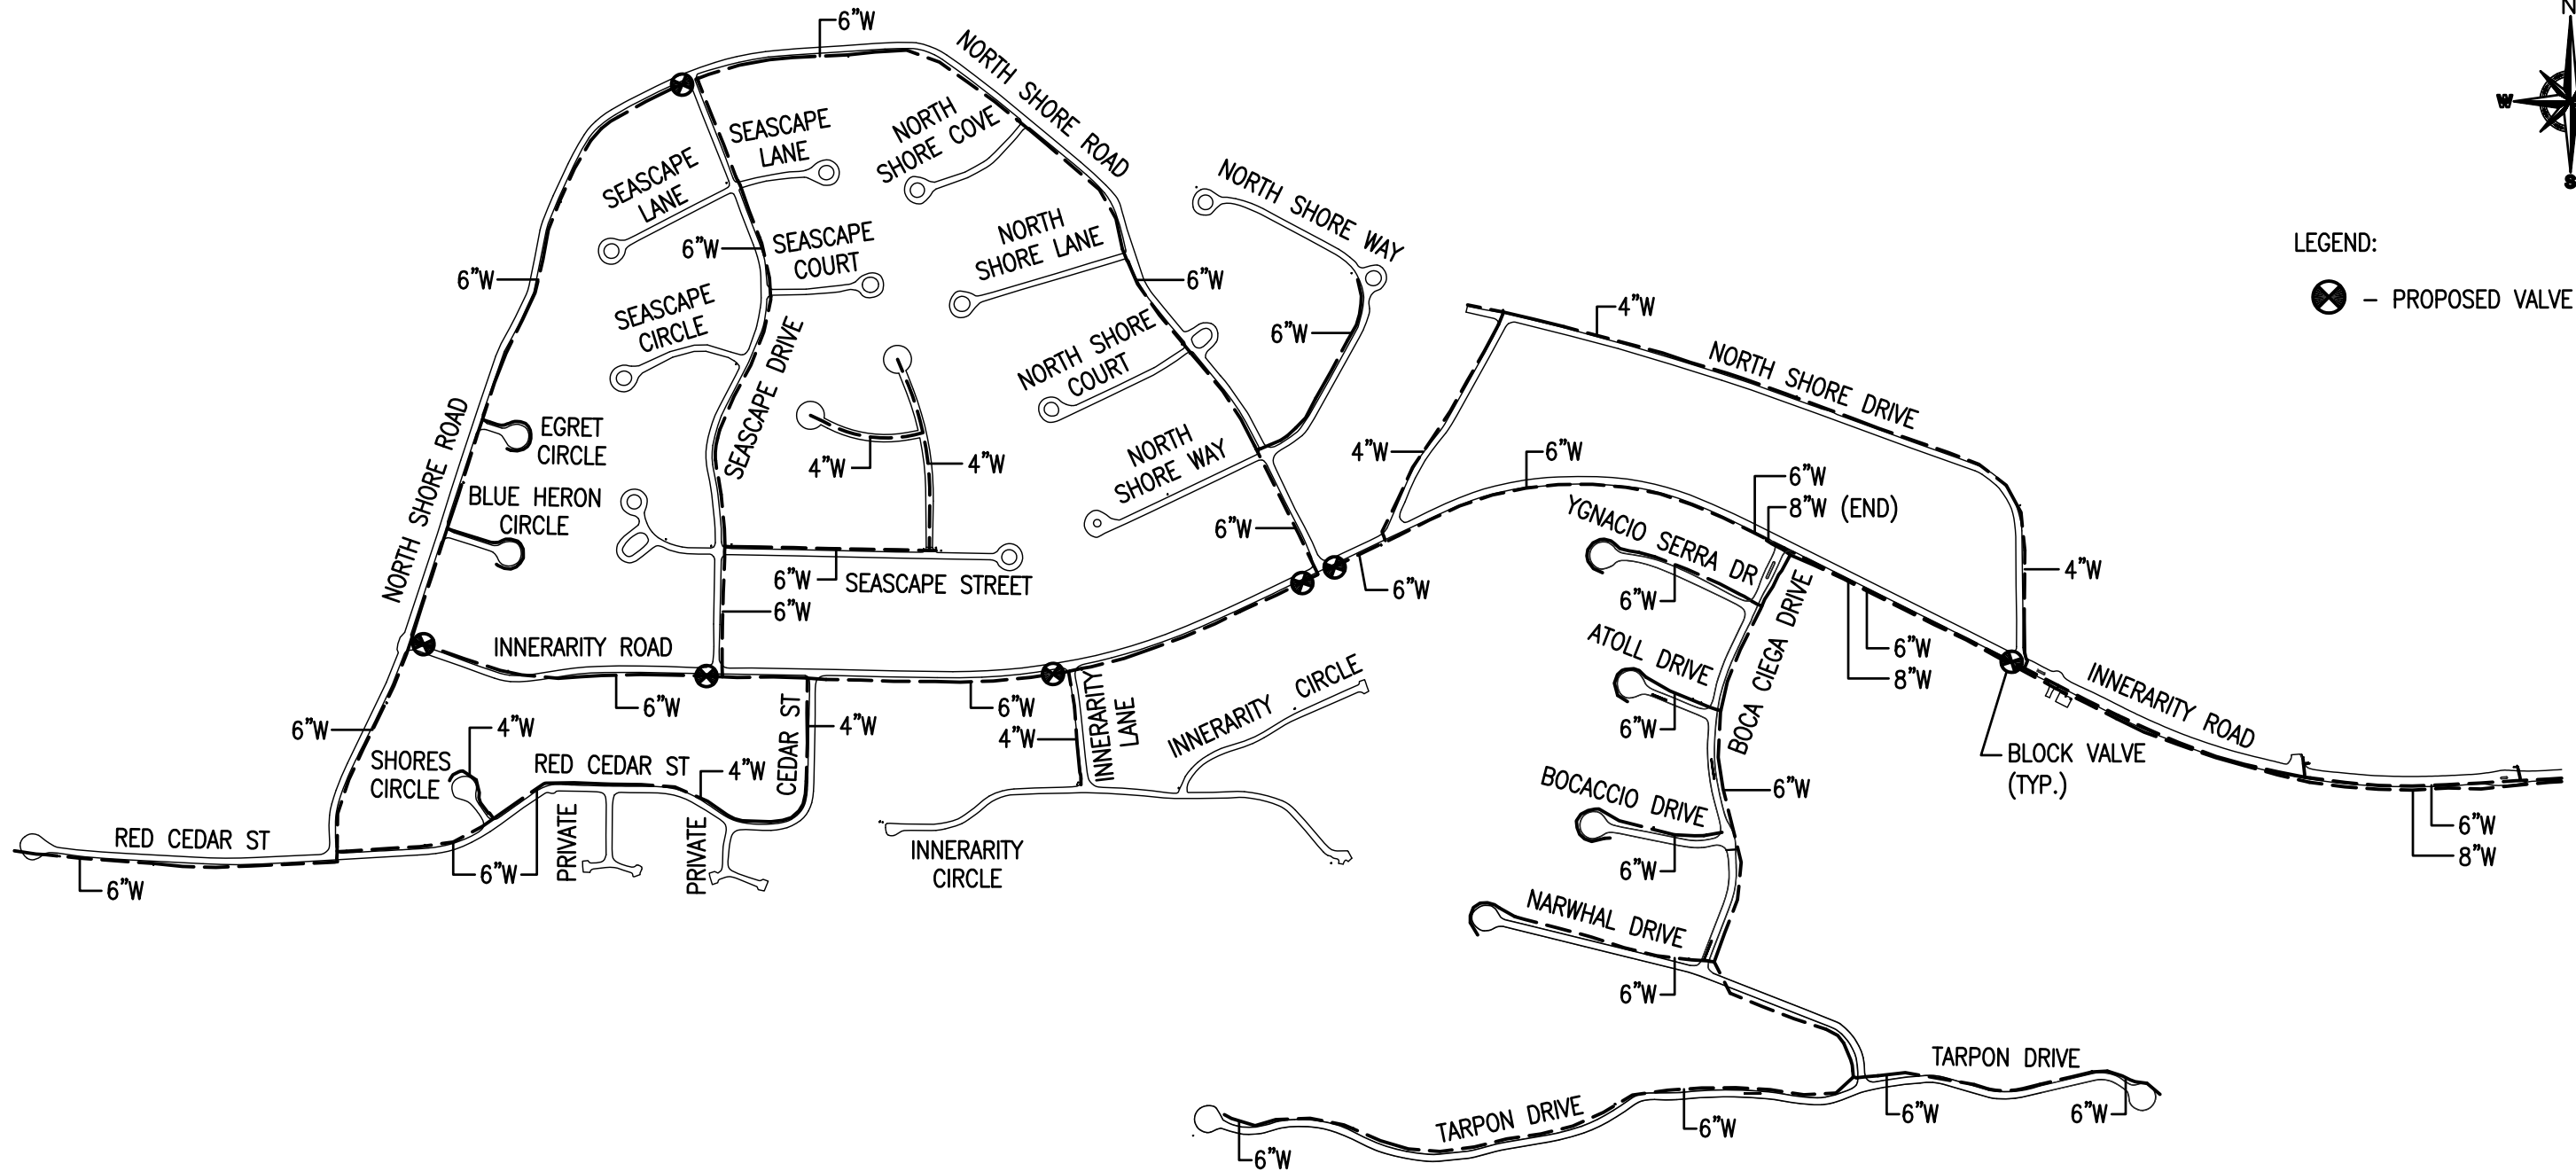 6"W
N
NORTH SHORE ROAD
SEASCAPE
LANE
NORTH
SHORE COVE
W
SEASCAPE
LANE
S
NORTH SHORE WAY
NORTH
SHORE LANE
SEASCAPE
COURT
6"W
LEGEND:
6"W
6"W
– PROPOSED VALVE
SEASCAPE
CIRCLE
4"W
6"W
NORTH SHORE
COURT
NORTH SHORE DRIVE
SEASCAPE DRIVE
NORTH SHORE ROAD
EGRET
CIRCLE
4"W
4"W
NORTH
SHORE WAY
4"W
6"W
6"W
8"W (END)
BLUE HERON
CIRCLE
6"W
YGNACIO SERRA DR
6"W
SEASCAPE STREET
6"W
4"W
6"W
6"W
BOCA CIEGA DRIVE
INNERARITY ROAD
ATOLL DRIVE
6"W
8"W
INNERARITY ROAD
6"W
6"W
CEDAR ST
4"W
4"W
INNERARITY
LANE
INNERARITY CIRCLE
6"W
6"W
4"W
SHORES
CIRCLE
RED CEDAR ST
4"W
BLOCK VALVE
(TYP.)
BOCACCIO DRIVE
6"W
RED CEDAR ST
6"W
6"W
PRIVATE
PRIVATE
INNERARITY
CIRCLE
6"W
6"W
8"W
NARWHAL DRIVE
6"W
TARPON DRIVE
TARPON DRIVE
6"W
6"W
6"W
6"W